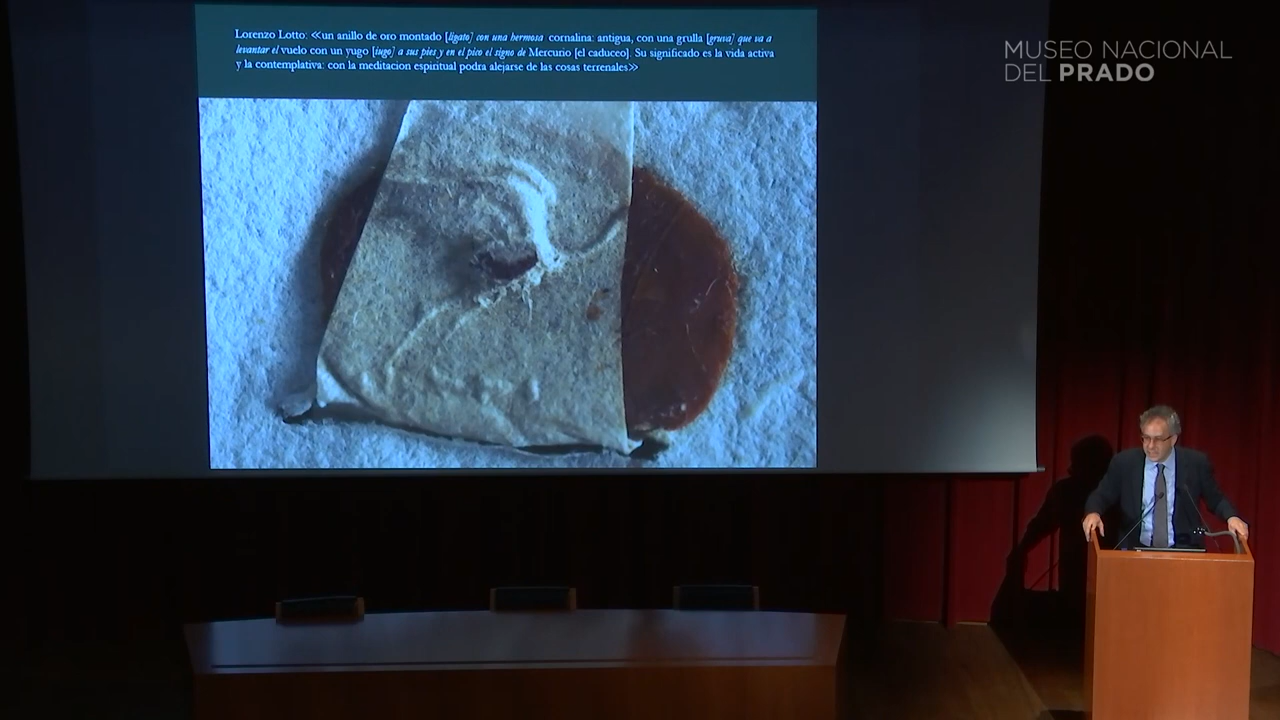 Lorenzo Lotto: ≪un anillo de oro montado [ligato] con una hermosa cornalina: antigua, con una grulla [gruva] que va a
levantar el vuelo con un yugo [iugo] a sus pies y en el pico el signo de Mercurio [el caduceo]. Su significado es la vida activa
y la contemplativa: con la meditacion espiritual podra alejarse de las cosas terrenales≫
MUSEO NACIONAL
DEL PRADO